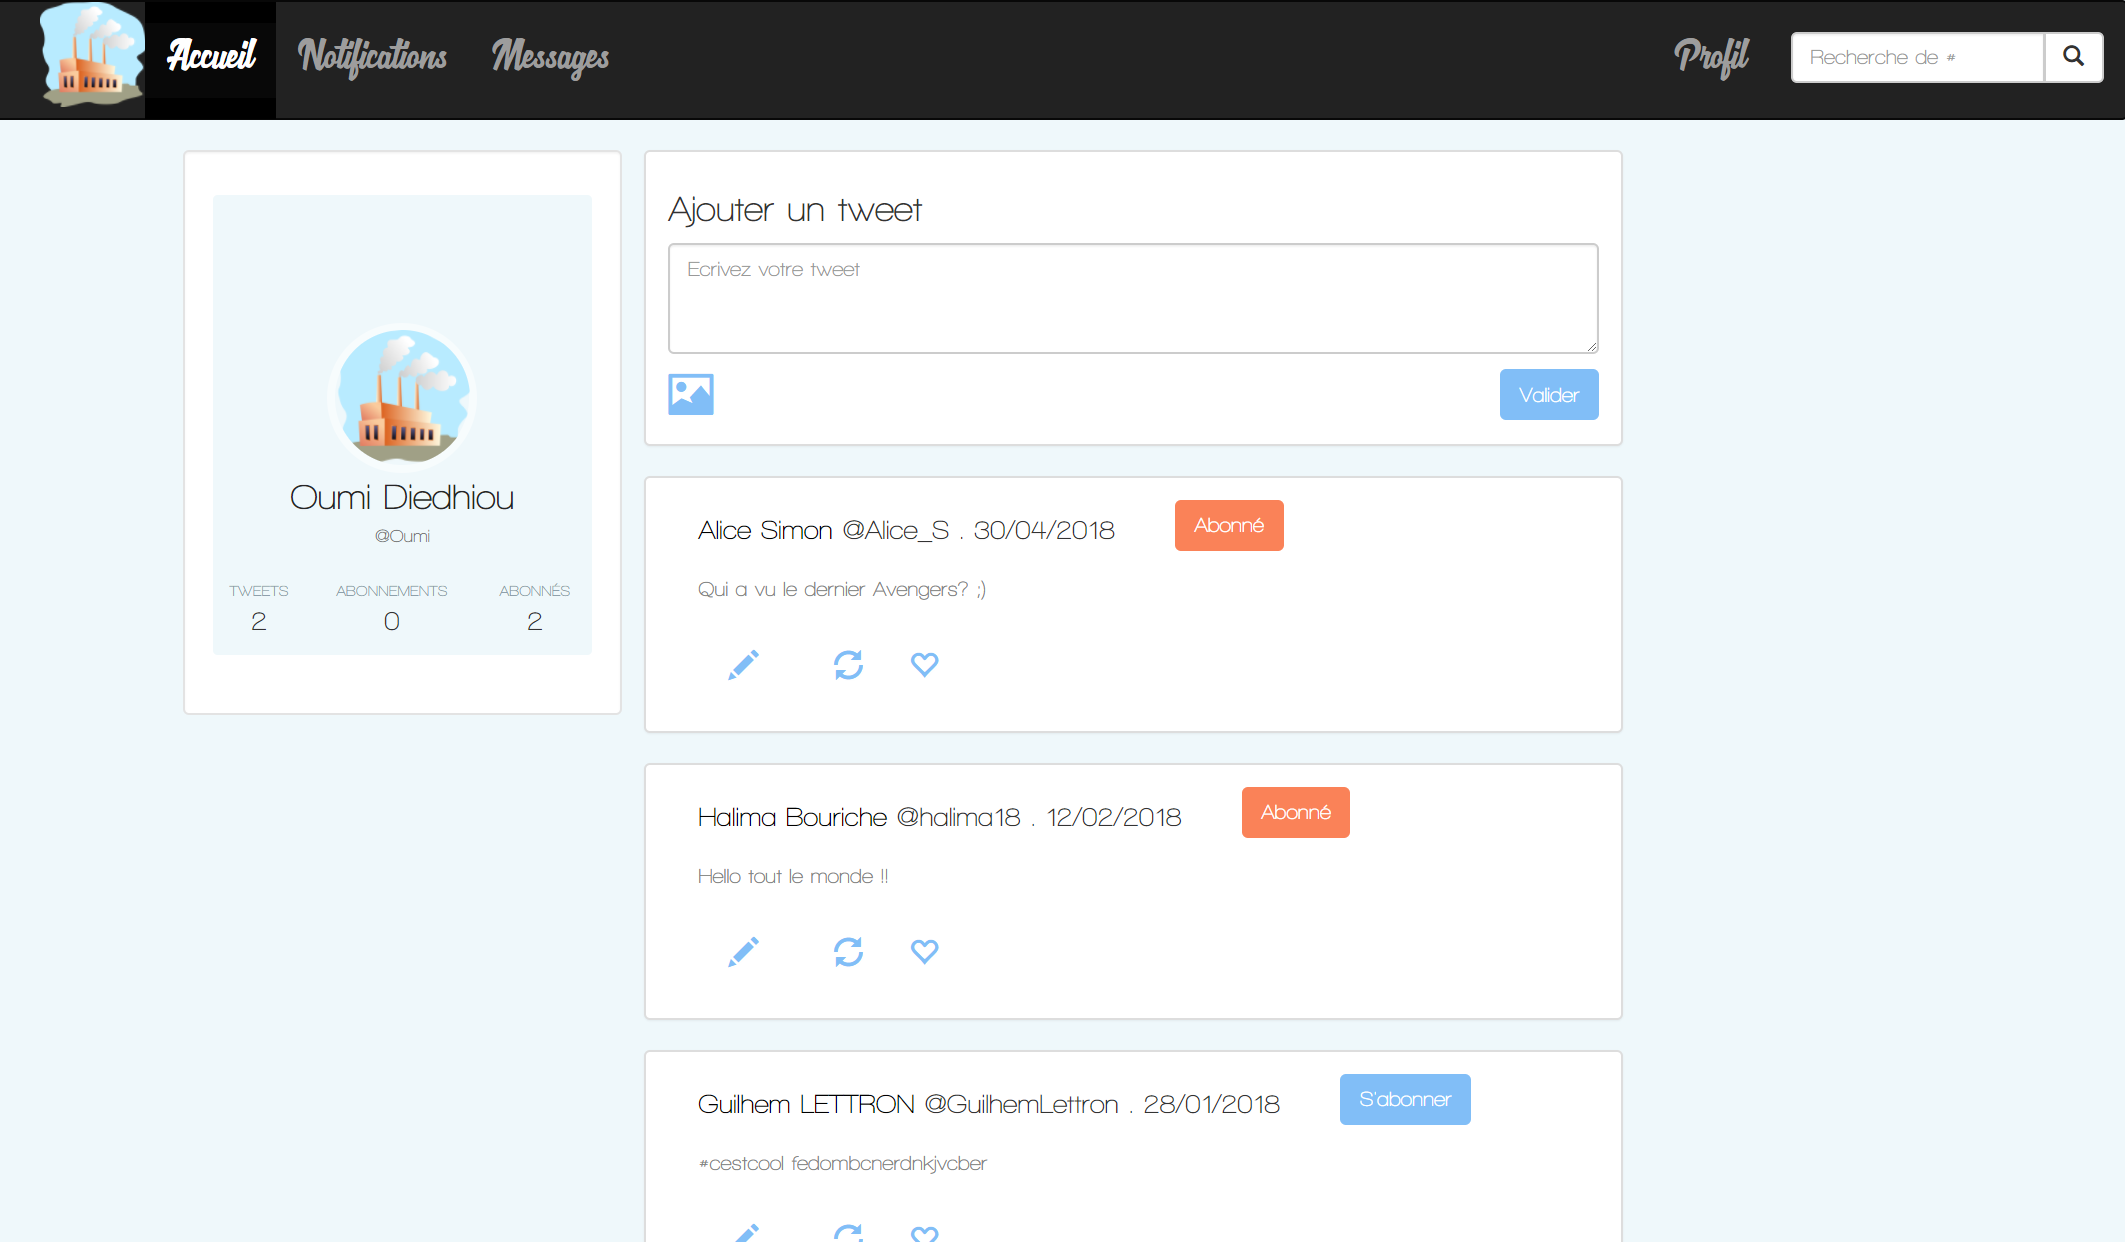 Accueil Notifications Messages Profil Recherche de #
Oumi Diedhiou
@Oumi
TWEETS ABONNEMENTS ABONNÉS
2 0 2
Ajouter un tweet
Ecrivez votre tweet
Valider
Alice Simon @Alice_S . 30/04/2018 Abonné
Qui a vu le dernier Avengers? ;)
Halima Bouriche @halima18 . 12/02/2018 Abonné
Hello tout le monde !!
Guilhem LETTRON @GuilhemLettron . 28/01/2018 S'abonner
#cestcool fedombcnerdnkjvcber